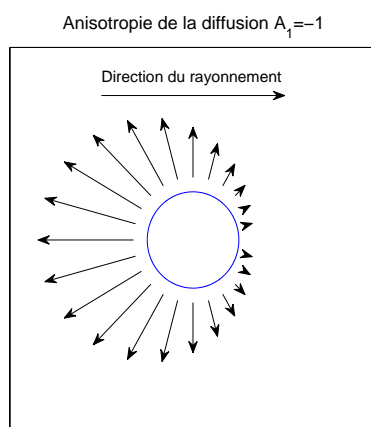 Anisotropie de la diffusion A₁=−1
Direction du rayonnement